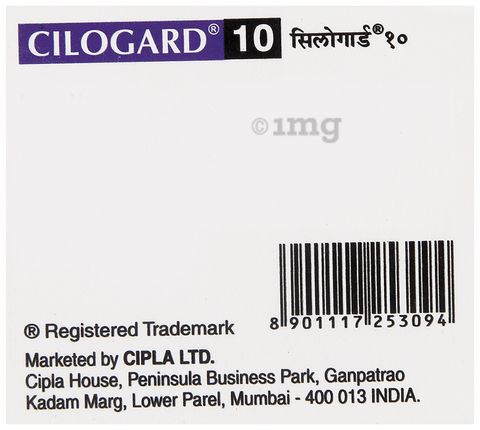 CILOGARD® 10 सिलोगार्ड®१०
© 1mg
8 901117 253094
® Registered Trademark
Marketed by CIPLA LTD.
Cipla House, Peninsula Business Park, Ganpatrao
Kadam Marg, Lower Parel, Mumbai - 400 013 INDIA.